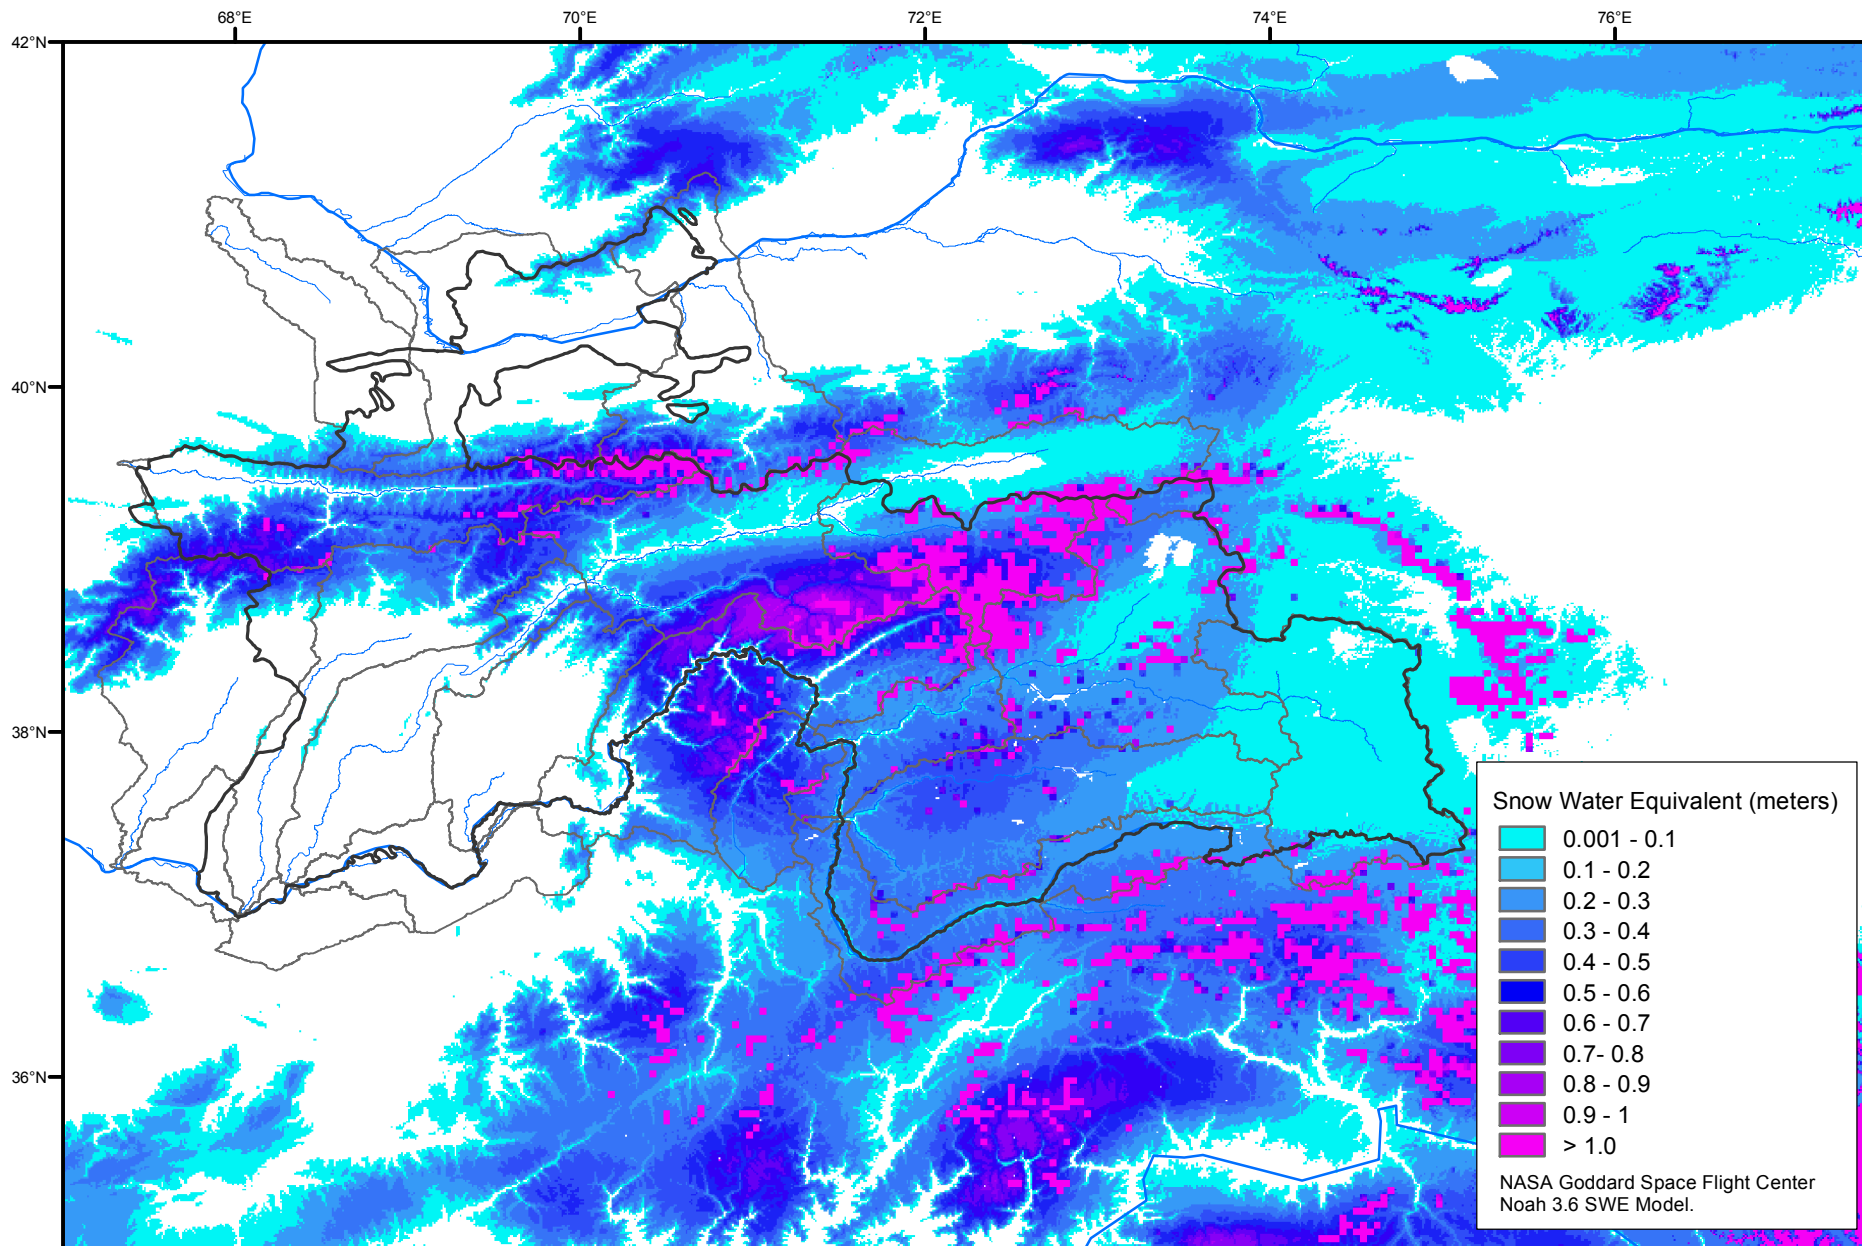 68°E 70°E 72°E 74°E 76°E
42°N
40°N
38°N
36°N
Snow Water Equivalent (meters)
0.001 - 0.1
0.1 - 0.2
0.2 - 0.3
0.3 - 0.4
0.4 - 0.5
0.5 - 0.6
0.6 - 0.7
0.7- 0.8
0.8 - 0.9
0.9 - 1
> 1.0
NASA Goddard Space Flight Center
Noah 3.6 SWE Model.